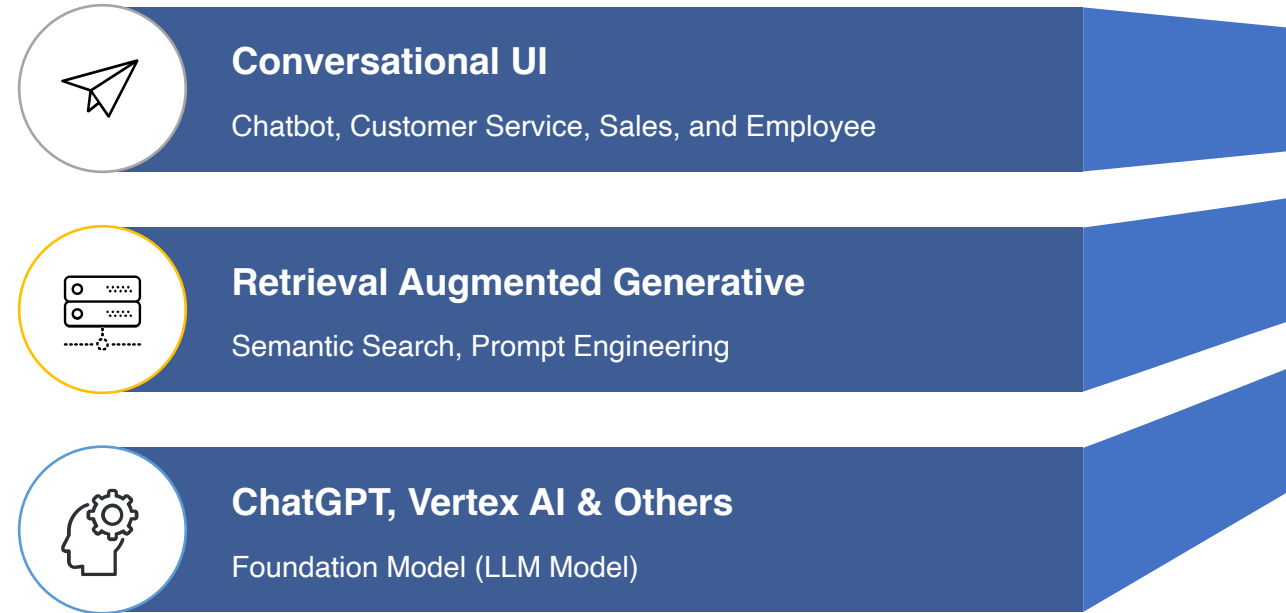 Conversational UI
Chatbot, Customer Service, Sales, and Employee
Retrieval Augmented Generative
Semantic Search, Prompt Engineering
ChatGPT, Vertex AI & Others
Foundation Model (LLM Model)